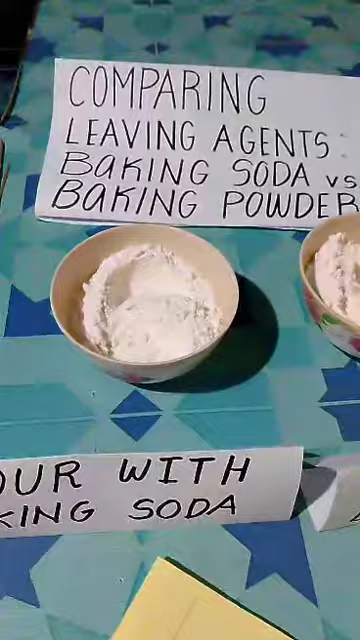 COMPARING
LEAVING AGENTS:
BAKING SODA vs
BAKING POWDER
OUR WITH
KING SODA